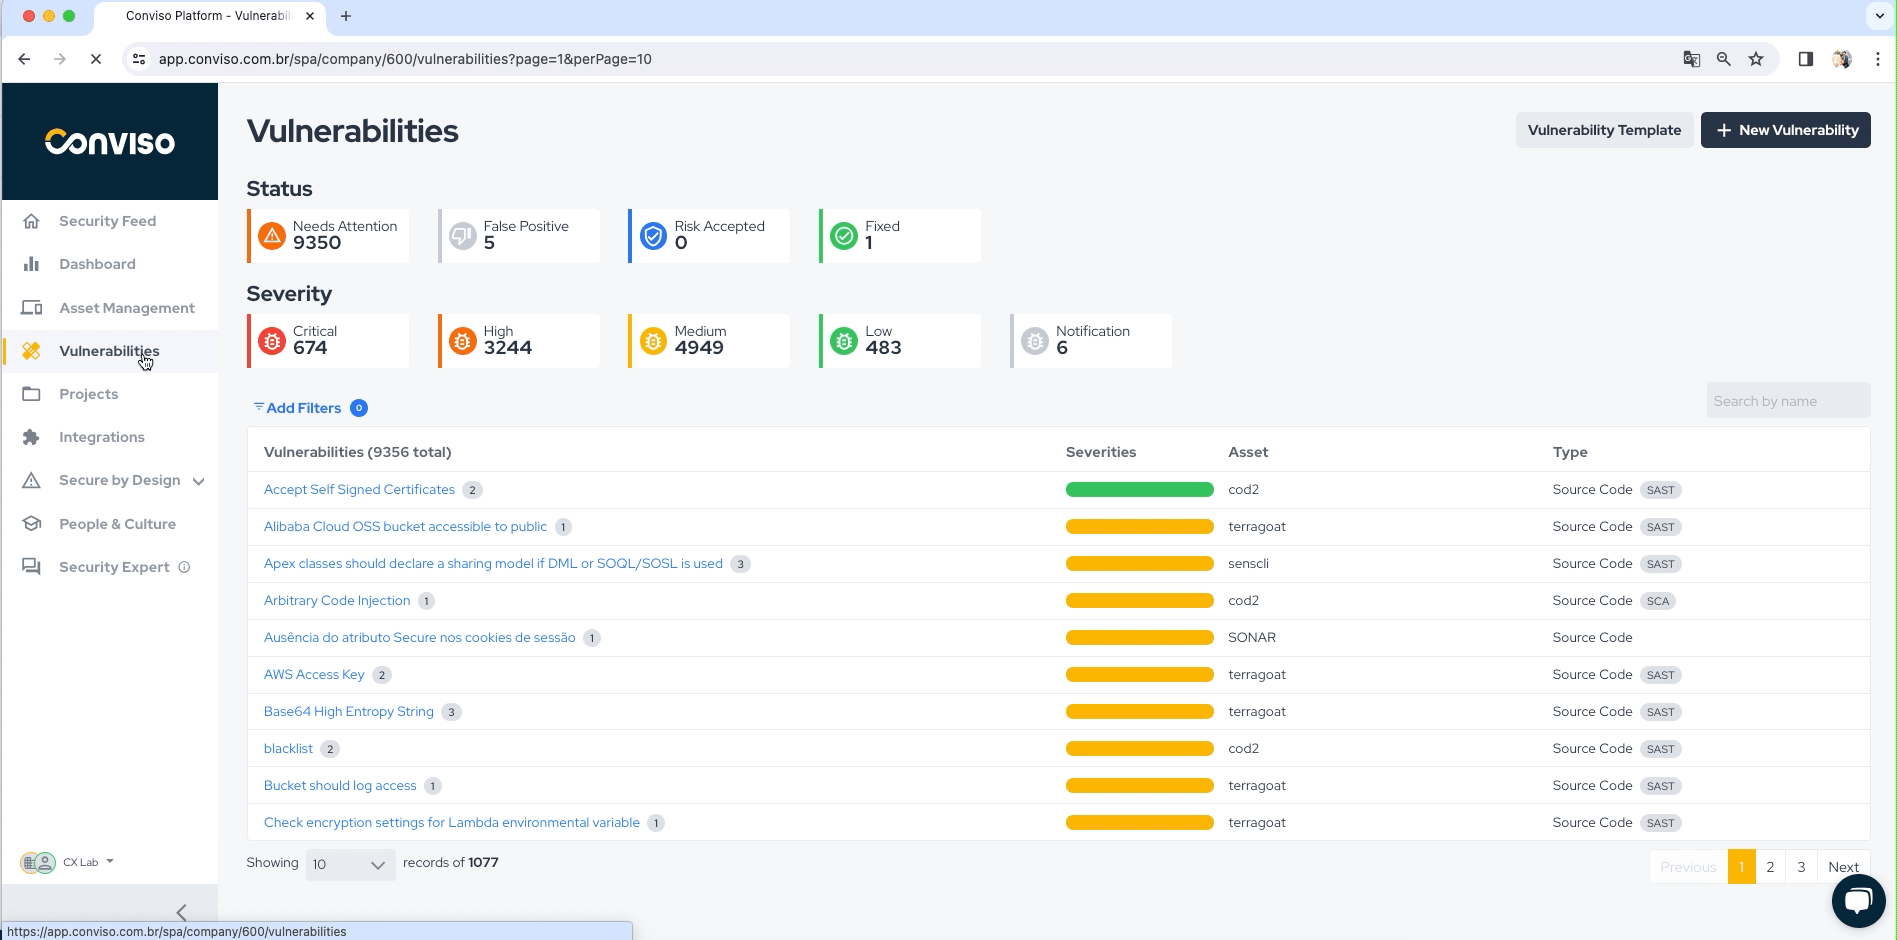 Conviso Platform - Vulnerabil
app.conviso.com.br/spa/company/600/vulnerabilities?page=1&perPage=10
Conviso
Security Feed
Dashboard
Asset Management
Vulnerabilities
Projects
Integrations
Secure by Design
People & Culture
Security Expert
CX Lab
Vulnerabilities
Vulnerability Template
+ New Vulnerability
Status
Needs Attention
9350
False Positive
5
Risk Accepted
0
Fixed
1
Severity
Critical
674
High
3244
Medium
4949
Low
483
Notification
6
Add Filters 0
Search by name
Vulnerabilities (9356 total) Severities Asset Type
Accept Self Signed Certificates 2 cod2 Source Code SAST
Alibaba Cloud OSS bucket accessible to public 1 terragoat Source Code SAST
Apex classes should declare a sharing model if DML or SOQL/SOSL is used 3 senscli Source Code SAST
Arbitrary Code Injection 1 cod2 Source Code SCA
Ausência do atributo Secure nos cookies de sessão 1 SONAR Source Code
AWS Access Key 2 terragoat Source Code SAST
Base64 High Entropy String 3 terragoat Source Code SAST
blacklist 2 cod2 Source Code SAST
Bucket should log access 1 terragoat Source Code SAST
Check encryption settings for Lambda environmental variable 1 terragoat Source Code SAST
Showing 10 records of 1077
Previous 1 2 3 Next
https://app.conviso.com.br/spa/company/600/vulnerabilities